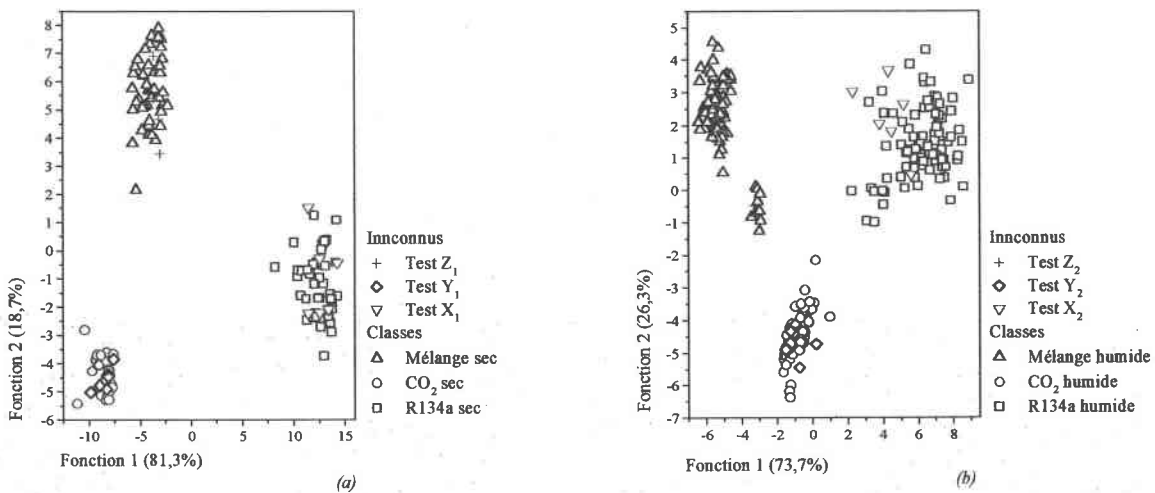 8
7
6
5
4
3
2
1
0
-1
-2
-3
-4
-5
-6
Fonction 2 (18,7%)
-10 -5 0 5 10 15
Fonction 1 (81,3%)
(a)
Innconnus
Test Z1
Test Y1
Test X1
Classes
Mélange sec
CO2 sec
R134a sec
5
4
3
2
1
0
-1
-2
-3
-4
-5
-6
-7
Fonction 2 (26,3%)
-6 -4 -2 0 2 4 6 8
Fonction 1 (73,7%)
(b)
Innconnus
Test Z2
Test Y2
Test X2
Classes
Mélange humide
CO2 humide
R134a humide